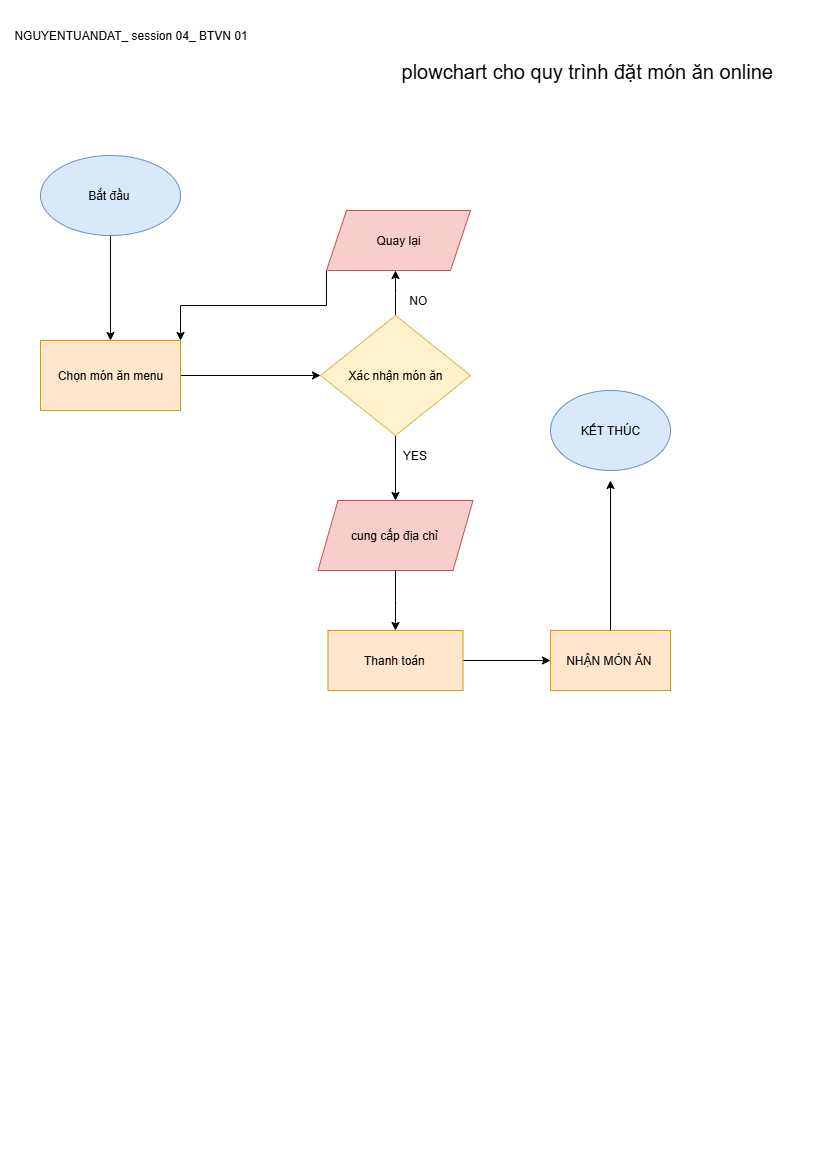 NGUYENTUANDAT_ session 04_ BTVN 01
plowchart cho quy trình đặt món ăn online
Bắt đầu
Quay lại
NO
Chọn món ăn menu
Xác nhận món ăn
YES
KẾT THÚC
cung cấp địa chỉ
Thanh toán
NHẬN MÓN ĂN